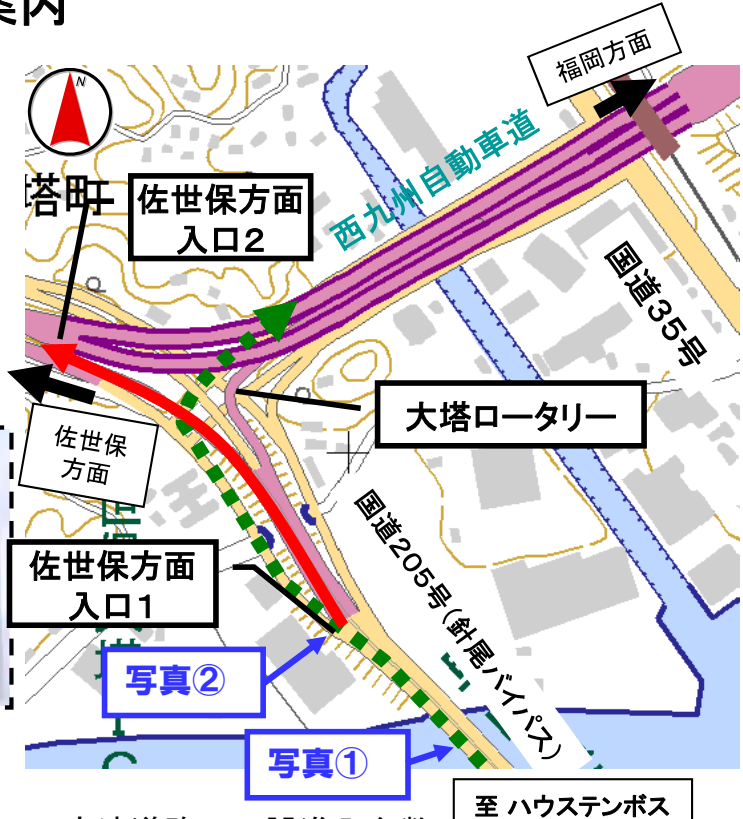 案内
福岡方面
N
西九州自動車道
塔町
佐世保方面
入口2
国道35号
大塔ロータリー
佐世保
方面
国道205号(針尾バイパス)
佐世保方面
入口1
写真②
写真①
至 ハウステンボス